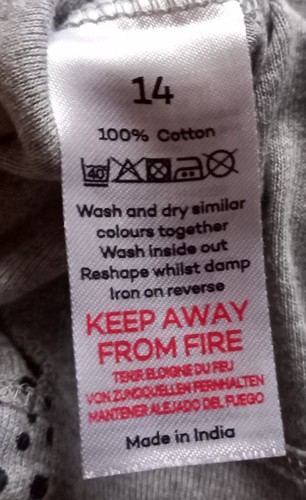 14
100% Cotton
40
Wash and dry similar
colours together
Wash inside out
Reshape whilst damp
Iron on reverse
KEEP AWAY
FROM FIRE
TENIR ELOIGNE DU FEU
VON ZUNDQUELLEN FERNHALTEN
MANTENER ALEJADO DEL FUEGO
Made in India